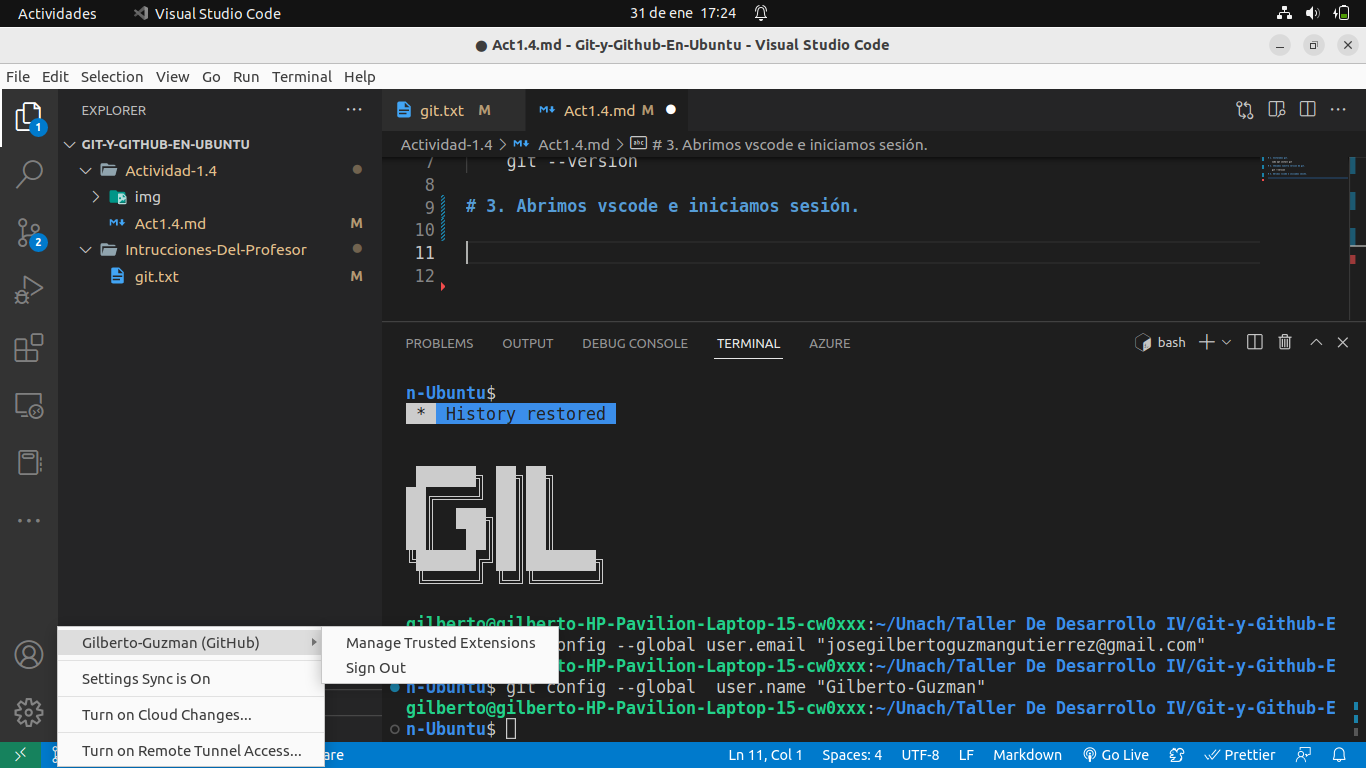 Actividades
Visual Studio Code
31 de ene 17:24
● Act1.4.md - Git-y-Github-En-Ubuntu - Visual Studio Code
File Edit Selection View Go Run Terminal Help
EXPLORER
GIT-Y-GITHUB-EN-UBUNTU
Actividad-1.4
img
Act1.4.md M
Intrucciones-Del-Profesor
git.txt M
1
2
git.txt M
Act1.4.md M
Actividad-1.4 > Act1.4.md > # 3. Abrimos vscode e iniciamos sesión.
7 git --version
8
9 # 3. Abrimos vscode e iniciamos sesión.
10
11
12
PROBLEMS OUTPUT DEBUG CONSOLE TERMINAL AZURE
bash
n-Ubuntu$
* History restored
GIL
gilberto@gilberto-HP-Pavilion-Laptop-15-cw0xxx:~/Unach/Taller De Desarrollo IV/Git-y-Github-E
config --global user.email "josegilbertoguzmangutierrez@gmail.com"
berto-HP-Pavilion-Laptop-15-cw0xxx:~/Unach/Taller De Desarrollo IV/Git-y-Github-E
n-Ubuntu$ git config --global user.name "Gilberto-Guzman"
gilberto@gilberto-HP-Pavilion-Laptop-15-cw0xxx:~/Unach/Taller De Desarrollo IV/Git-y-Github-E
n-Ubuntu$
Gilberto-Guzman (GitHub)
Settings Sync is On
Turn on Cloud Changes...
Turn on Remote Tunnel Access...
Manage Trusted Extensions
Sign Out
are
Ln 11, Col 1 Spaces: 4 UTF-8 LF Markdown Go Live Prettier